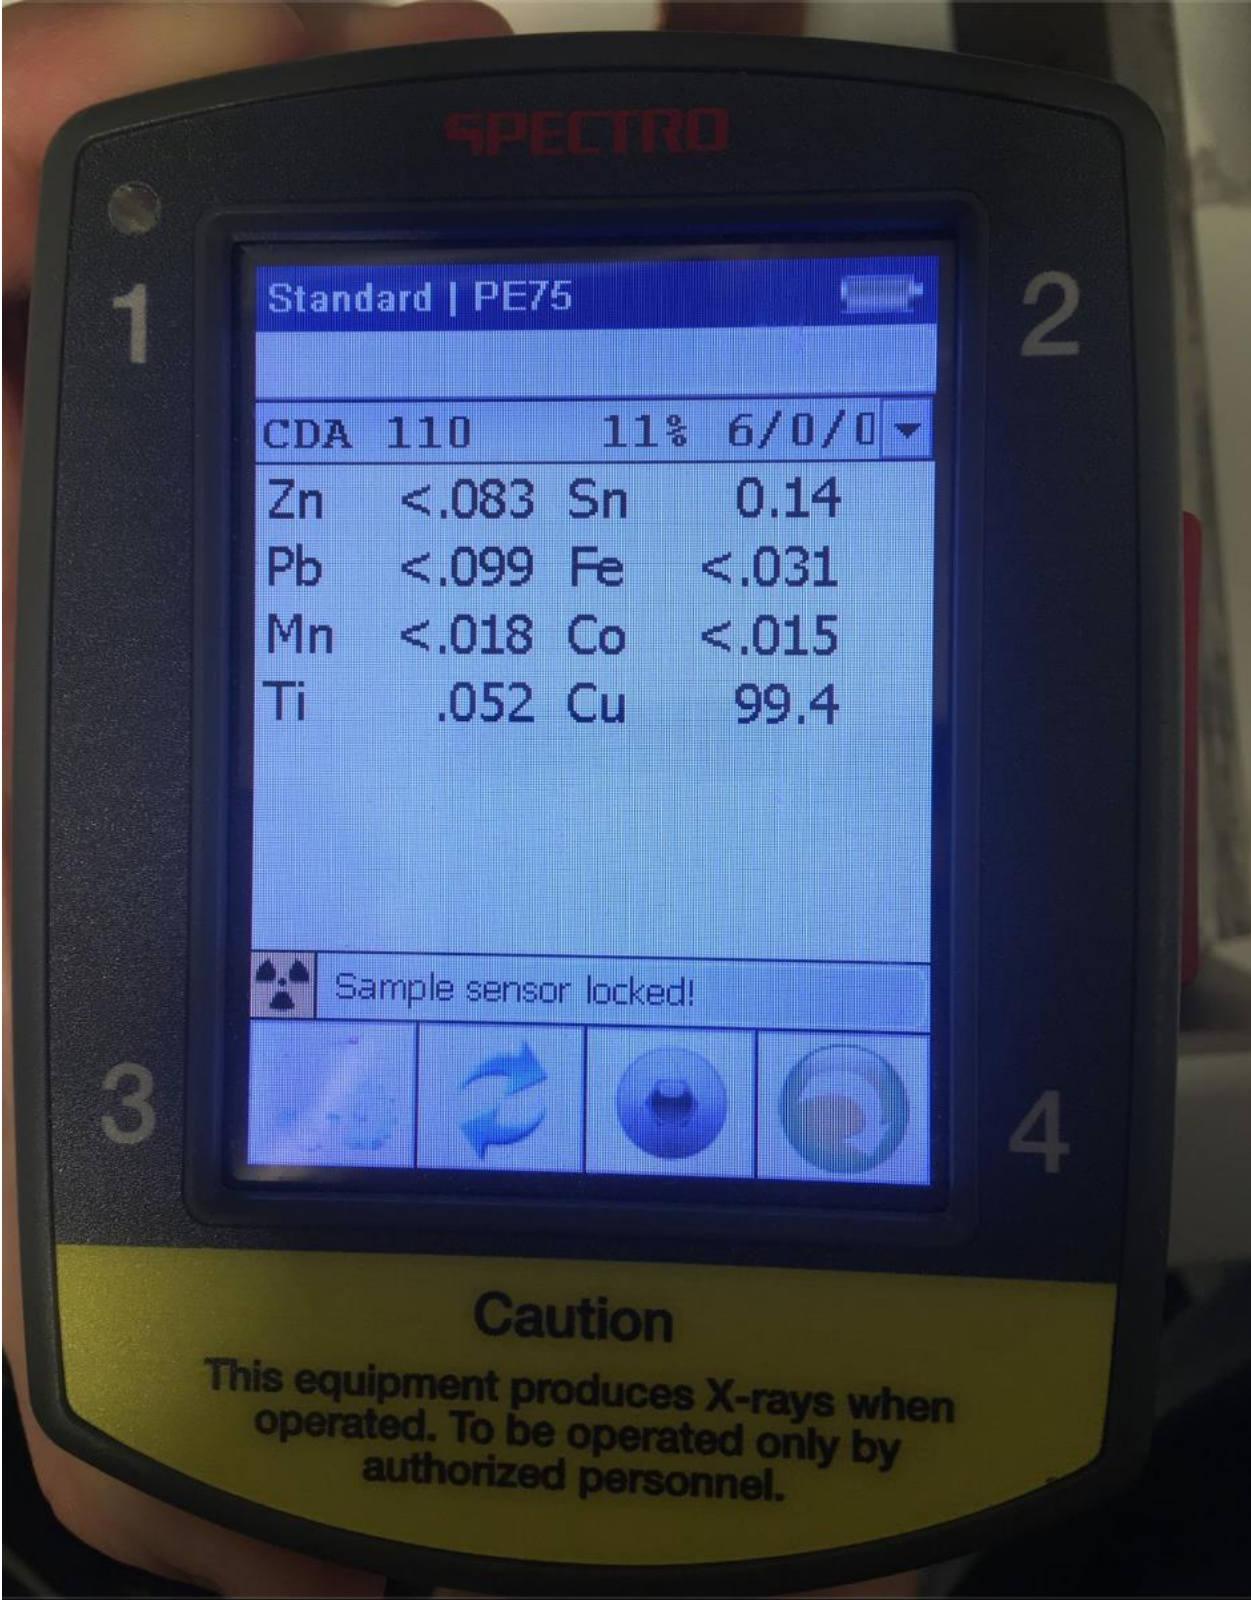 SPECTRO
1
2
Standard | PE75
CDA 110 11% 6/0/0
Zn <.083 Sn 0.14
Pb <.099 Fe <.031
Mn <.018 Co <.015
Ti .052 Cu 99.4
Sample sensor locked!
3
4
Caution
This equipment produces X-rays when
operated. To be operated only by
authorized personnel.